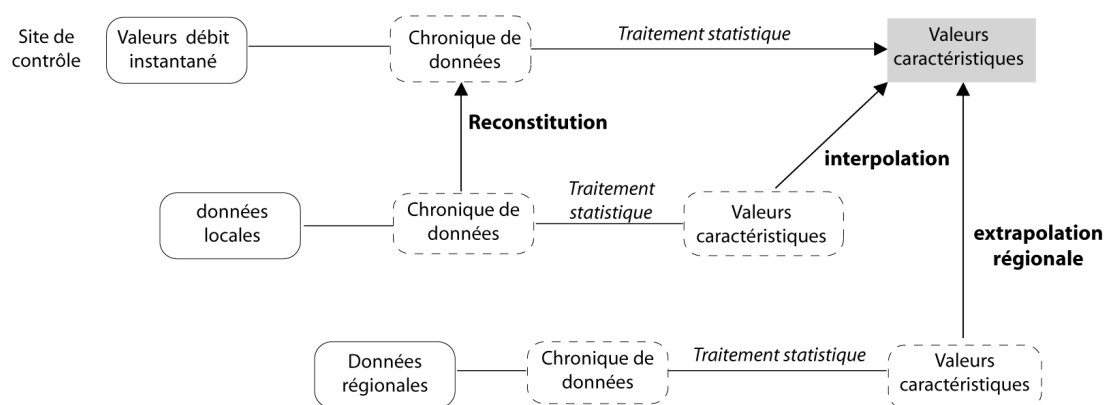 Site de
contrôle
Valeurs débit
instantané
Chronique de
données
Traitement statistique
Valeurs
caractéristiques
Reconstitution
interpolation
données
locales
Chronique de
données
Traitement
statistique
Valeurs
caractéristiques
extrapolation
régionale
Données
régionales
Chronique de
données
Traitement statistique
Valeurs
caractéristiques